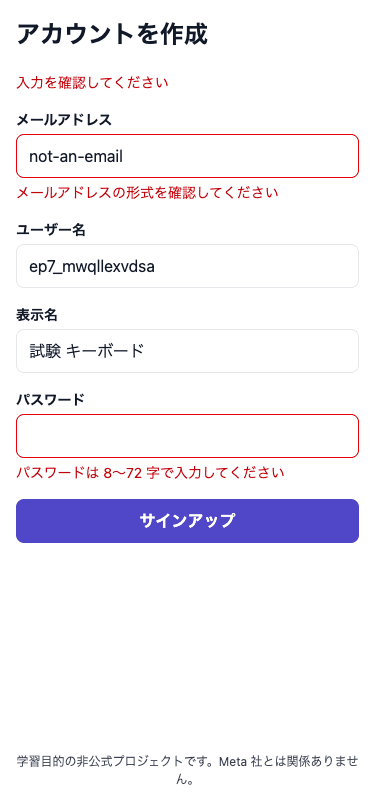 アカウントを作成
入力を確認してください
メールアドレス
not-an-email
メールアドレスの形式を確認してください
ユーザー名
ep7_mwqllexvdsa
表示名
試験 キーボード
パスワード
パスワードは 8〜72 字で入力してください
サインアップ
学習目的の非公式プロジェクトです。Meta 社とは関係ありませ
ん。